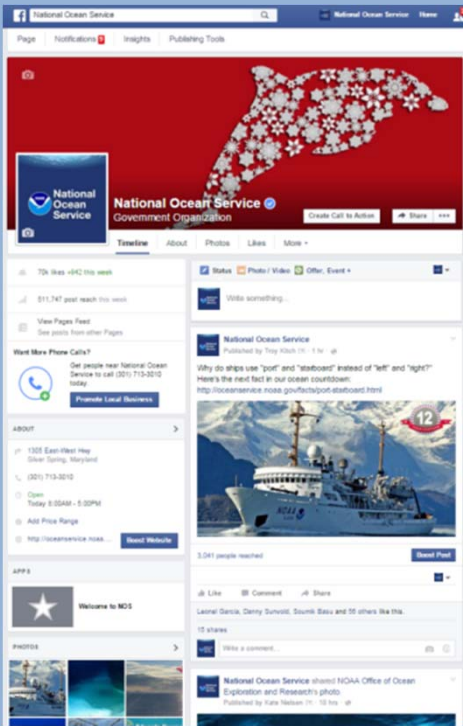 National Ocean Service
National Ocean Service Home
Page Notifications Insights Publishing Tools
National
Ocean
Service
National Ocean Service
Government Organization
Create Call to Action Share
Timeline About Photos Likes More
70k likes +942 this week
511,747 post reach this week
View Pages Feed
See posts from other Pages
Want More Phone Calls?
Get people near National Ocean
Service to call (301) 713-3010
today.
Promote Local Business
ABOUT
1305 East-West Hwy
Silver Spring, Maryland
(301) 713-3010
Open
Today 8:00AM - 5:00PM
Add Price Range
http://oceanservice.noaa...
Boost Website
APPS
Welcome to NOS
PHOTOS
Status Photo / Video Offer, Event +
Write something...
National Ocean Service
Published by Troy Kitch · 1 hr
Why do ships use "port" and "starboard" instead of "left" and "right?"
Here's the next fact in our ocean countdown:
http://oceanservice.noaa.gov/facts/port-starboard.html
12
NOAA
3,041 people reached
Boost Post
Like Comment Share
Leonel Garcia, Danny Sunvold, Soumik Basu and 55 others like this.
15 shares
Write a comment...
National Ocean Service shared NOAA Office of Ocean
Exploration and Research's photo.
Published by Kate Nielsen · 18 hrs